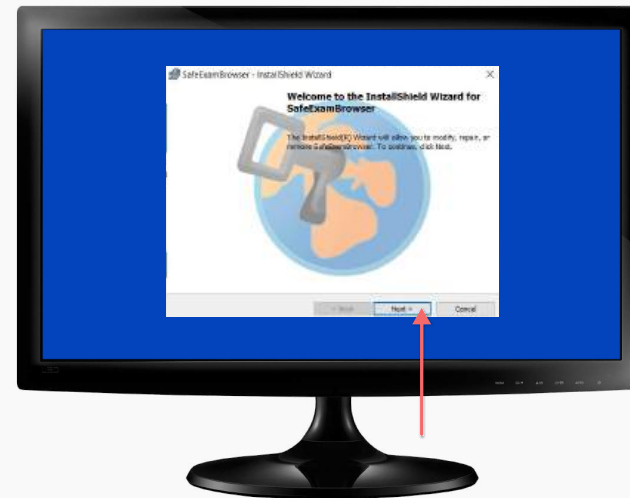 SafeExamBrowser - InstallShield Wizard
Welcome to the InstallShield Wizard for
SafeExamBrowser
The InstallShield(R) Wizard will allow you to modify, repair, or
remove SafeExamBrowser. To continue, click Next.
< Back Next > Cancel
LED